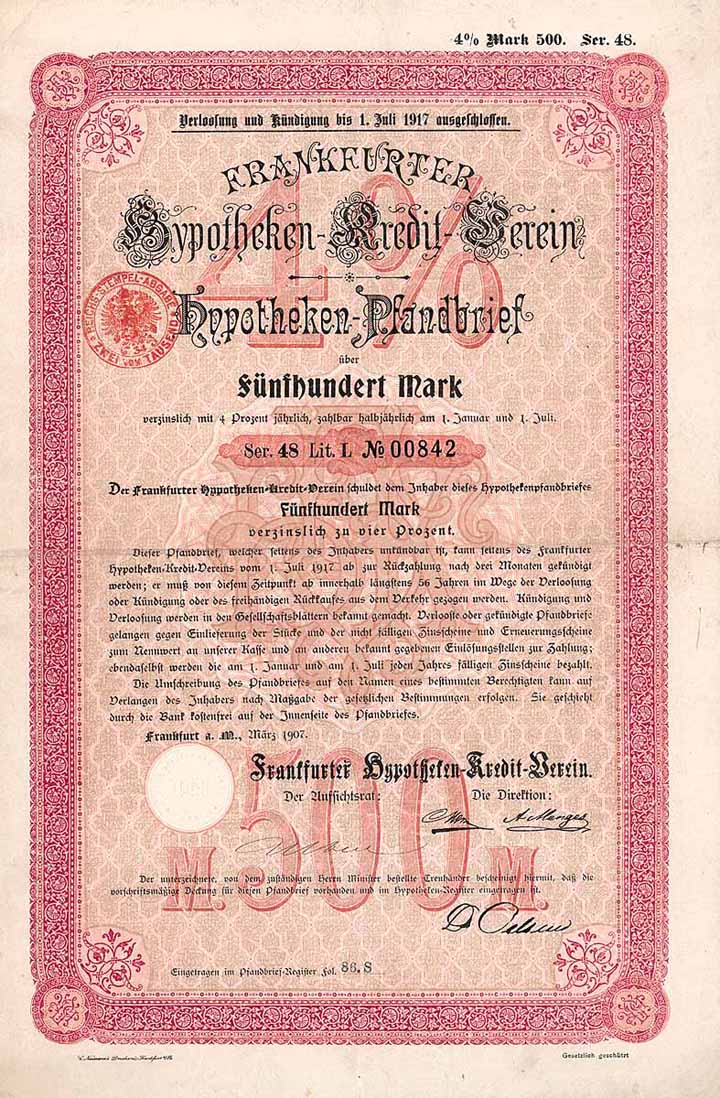 4% Mark 500. Ser. 48.
Verloosung und Kündigung bis 1. Juli 1917 ausgeschlossen.
FRANKFURTER
Hypotheken-Kredit-Verein
Hypotheken-Pfandbrief
über
Fünfhundert Mark
verzinslich mit 4 Prozent jährlich, zahlbar halbjährlich am 1. Januar und 1. Juli.
Ser. 48 Lit. L No 00842
Der Frankfurter Hypotheken-Kredit-Verein schuldet dem Inhaber dieses Hypothekenpfandbriefes
Fünfhundert Mark
verzinslich zu vier Prozent.
Dieser Pfandbrief, welcher seitens des Inhabers unkündbar ist, kann seitens des Frankfurter
Hypotheken-Kredit-Vereins vom 1. Juli 1917 ab zur Rückzahlung nach drei Monaten gekündigt
werden; er muß von diesem Zeitpunkt ab innerhalb längstens 56 Jahren im Wege der Verloosung
oder Kündigung oder des freihändigen Rückkaufes aus dem Verkehr gezogen werden. Kündigung und
Verloosung werden in den Gesellschaftsblättern bekannt gemacht. Verlooste oder gekündigte Pfandbriefe
gelangen gegen Einlieferung der Stücke und der nicht fälligen Zinsscheine und Erneuerungsscheine
zum Nennwert an unserer Kasse und an anderen bekannt gegebenen Einlösungsstellen zur Zahlung;
ebendaselbst werden die am 1. Januar und am 1. Juli jeden Jahres fälligen Zinsscheine bezahlt.
Die Umschreibung des Pfandbriefes auf den Namen eines bestimmten Berechtigten kann auf
Verlangen des Inhabers nach Maßgabe der gesetzlichen Bestimmungen erfolgen. Sie geschieht
durch die Bank kostenfrei auf der Innenseite des Pfandbriefes.
Frankfurt a. M., März 1907.
Frankfurter Hypotheken-Kredit-Verein.
Der Aufsichtsrat: Die Direktion:
A Menges
Der unterzeichnete, von dem zuständigen Herrn Minister bestellte Treuhänder bescheinigt hiermit, daß die
vorschriftsmäßige Deckung für diesen Pfandbrief vorhanden und im Hypotheken-Register eingetragen ist.
Eingetragen im Pfandbrief-Register Fol. 86. S
Gesetzlich geschützt
4%
M. 500 M.
REICHS-STEMPEL-ABGABE
ZWEI VOM TAUSEND